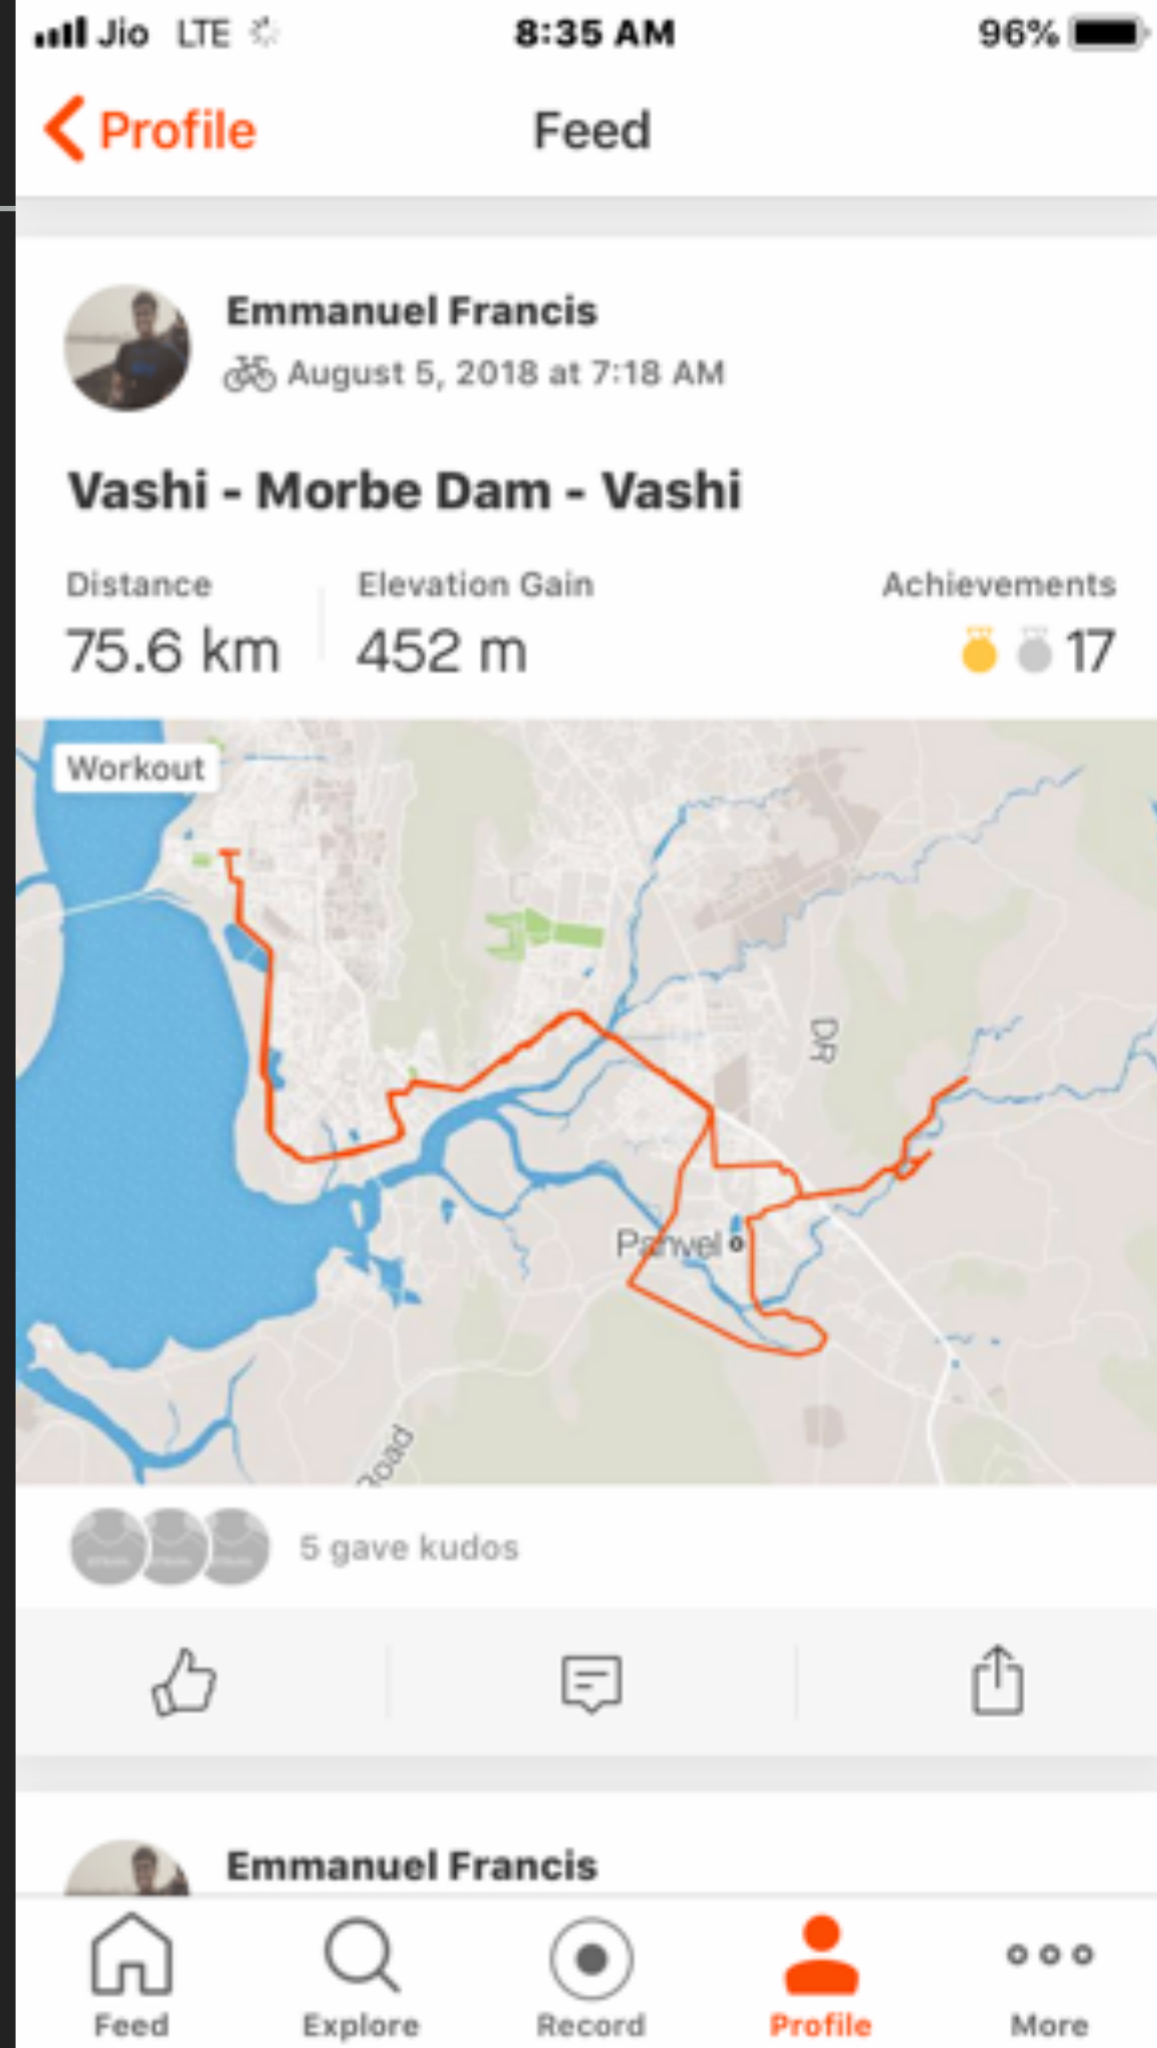 Jio LTE 8:35 AM 96%
Profile Feed
Emmanuel Francis
August 5, 2018 at 7:18 AM
Vashi - Morbe Dam - Vashi
Distance Elevation Gain Achievements
75.6 km 452 m 17
Workout
DR
Panvel
Road
5 gave kudos
Emmanuel Francis
Feed Explore Record Profile More